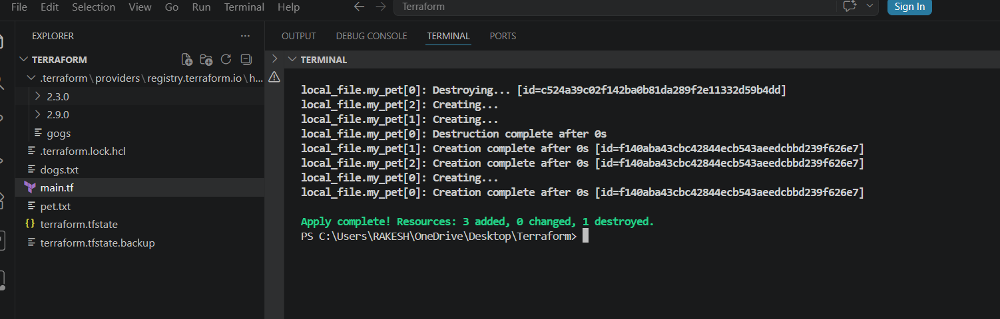 File Edit Selection View Go Run Terminal Help
Terraform
Sign In
EXPLORER
TERRAFORM
.terraform\providers\registry.terraform.io\h...
2.3.0
2.9.0
gogs
.terraform.lock.hcl
dogs.txt
main.tf
pet.txt
{} terraform.tfstate
terraform.tfstate.backup
OUTPUT DEBUG CONSOLE TERMINAL PORTS
TERMINAL
local_file.my_pet[0]: Destroying... [id=c524a39c02f142ba0b81da289f2e11332d59b4dd]
local_file.my_pet[2]: Creating...
local_file.my_pet[1]: Creating...
local_file.my_pet[0]: Destruction complete after 0s
local_file.my_pet[1]: Creation complete after 0s [id=f140aba43cbc42844ecb543aeedcbbd239f626e7]
local_file.my_pet[2]: Creation complete after 0s [id=f140aba43cbc42844ecb543aeedcbbd239f626e7]
local_file.my_pet[0]: Creating...
local_file.my_pet[0]: Creation complete after 0s [id=f140aba43cbc42844ecb543aeedcbbd239f626e7]
Apply complete! Resources: 3 added, 0 changed, 1 destroyed.
PS C:\Users\RAKESH\OneDrive\Desktop\Terraform>